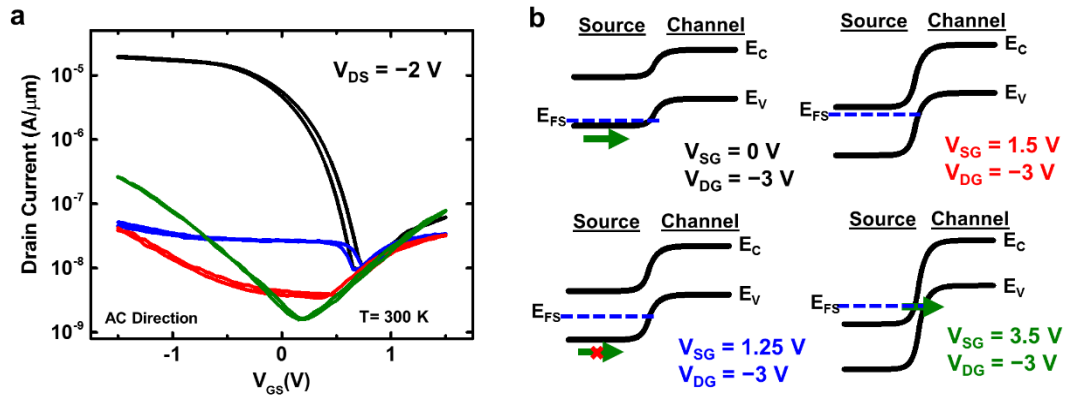 a
Drain Current (A/μm)
10⁻⁵
10⁻⁶
10⁻⁷
10⁻⁸
10⁻⁹
V_DS = −2 V
AC Direction
T= 300 K
-1
0
1
V_GS(V)
b
Source Channel
E_C
E_V
E_FS
V_SG = 0 V
V_DG = −3 V
Source Channel
E_C
E_V
E_FS
V_SG = 1.5 V
V_DG = −3 V
Source Channel
E_C
E_V
E_FS
V_SG = 1.25 V
V_DG = −3 V
Source Channel
E_C
E_V
E_FS
V_SG = 3.5 V
V_DG = −3 V